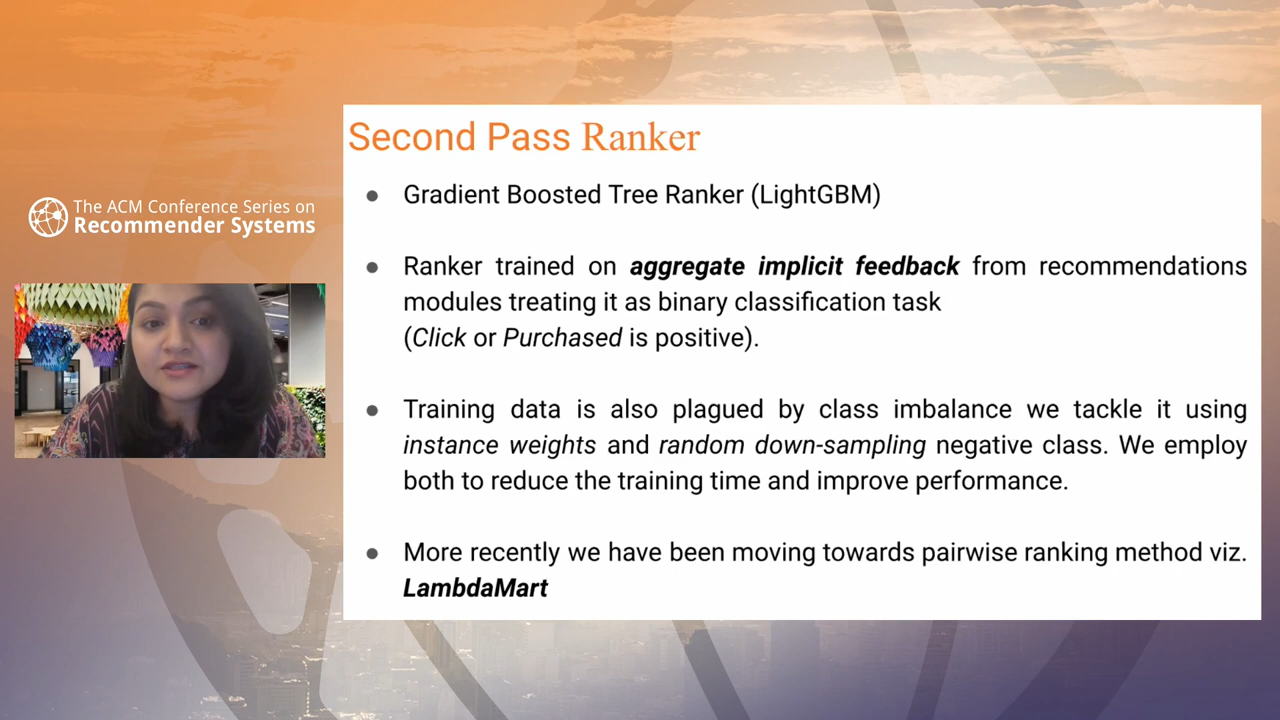 The ACM Conference Series on
Recommender Systems
Second Pass Ranker
● Gradient Boosted Tree Ranker (LightGBM)
● Ranker trained on aggregate implicit feedback from recommendations
modules treating it as binary classification task
(Click or Purchased is positive).
● Training data is also plagued by class imbalance we tackle it using
instance weights and random down-sampling negative class. We employ
both to reduce the training time and improve performance.
● More recently we have been moving towards pairwise ranking method viz.
LambdaMart